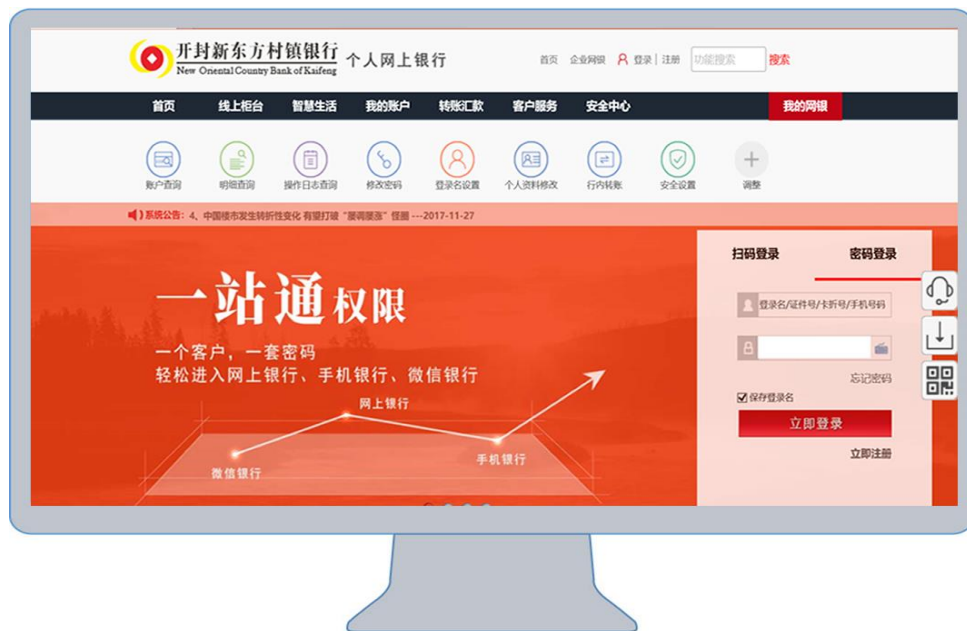 开封新东方村镇银行 个人网上银行
New Oriental Country Bank of Kaifeng
首页 企业网银 登录 | 注册 功能搜索 搜索
首页 线上柜台 智慧生活 我的账户 转账汇款 客户服务 安全中心 我的网银
账户查询 明细查询 操作日志查询 修改密码 登录名设置 个人资料修改 行内转账 安全设置 调整
系统公告: 4、中国楼市发生转折性变化 有望打破“屡调屡涨”怪圈 ---2017-11-27
扫码登录 密码登录
一站通权限
登录名/证件号/卡折号/手机号码
一个客户，一套密码
轻松进入网上银行、手机银行、微信银行
忘记密码
保存登录名
网上银行
立即登录
手机银行
立即注册
微信银行